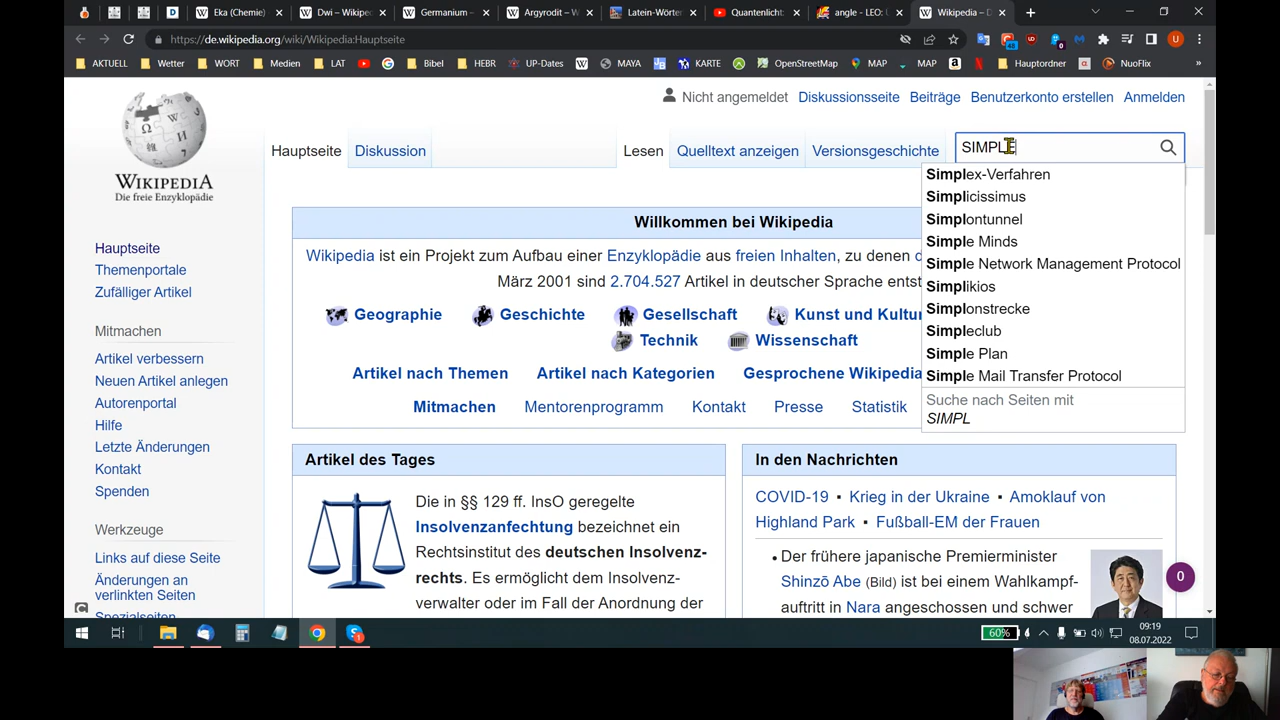 Eka (Chemie)
Dwi – Wikipe
Germanium –
Argyrodit – W
Latein-Wörter
Quantenlicht:
angle - LEO: U
Wikipedia – D
https://de.wikipedia.org/wiki/Wikipedia:Hauptseite
48
0
U
AKTUELL
Wetter
WORT
Medien
LAT
Bibel
HEBR
UP-Dates
MAYA
KARTE
OpenStreetMap
MAP
MAP
Hauptordner
NuoFlix
»
WIKIPEDIA
Die freie Enzyklopädie
Nicht angemeldet Diskussionsseite Beiträge Benutzerkonto erstellen Anmelden
Hauptseite Diskussion Lesen Quelltext anzeigen Versionsgeschichte
SIMPL
Simplex-Verfahren
Simplicissimus
Simplontunnel
Simple Minds
Simple Network Management Protocol
Simplikios
Simplonstrecke
Simpleclub
Simple Plan
Simple Mail Transfer Protocol
Suche nach Seiten mit
SIMPL
Hauptseite
Themenportale
Zufälliger Artikel
Mitmachen
Artikel verbessern
Neuen Artikel anlegen
Autorenportal
Hilfe
Letzte Änderungen
Kontakt
Spenden
Werkzeuge
Links auf diese Seite
Änderungen an
verlinkten Seiten
Spezialseiten
Willkommen bei Wikipedia
Wikipedia ist ein Projekt zum Aufbau einer Enzyklopädie aus freien Inhalten, zu denen
März 2001 sind 2.704.527 Artikel in deutscher Sprache entst
Geographie Geschichte Gesellschaft Kunst und Kultur
Technik Wissenschaft
Artikel nach Themen Artikel nach Kategorien Gesprochene Wikipedia
Mitmachen Mentorenprogramm Kontakt Presse Statistik
Artikel des Tages
Die in §§ 129 ff. InsO geregelte
Insolvenzanfechtung bezeichnet ein
Rechtsinstitut des deutschen Insolvenz-
rechts. Es ermöglicht dem Insolvenz-
verwalter oder im Fall der Anordnung der
In den Nachrichten
COVID-19 ▪ Krieg in der Ukraine ▪ Amoklauf von
Highland Park ▪ Fußball-EM der Frauen
• Der frühere japanische Premierminister
Shinzō Abe (Bild) ist bei einem Wahlkampf-
auftritt in Nara angeschossen und schwer
0
60%
09:19
08.07.2022